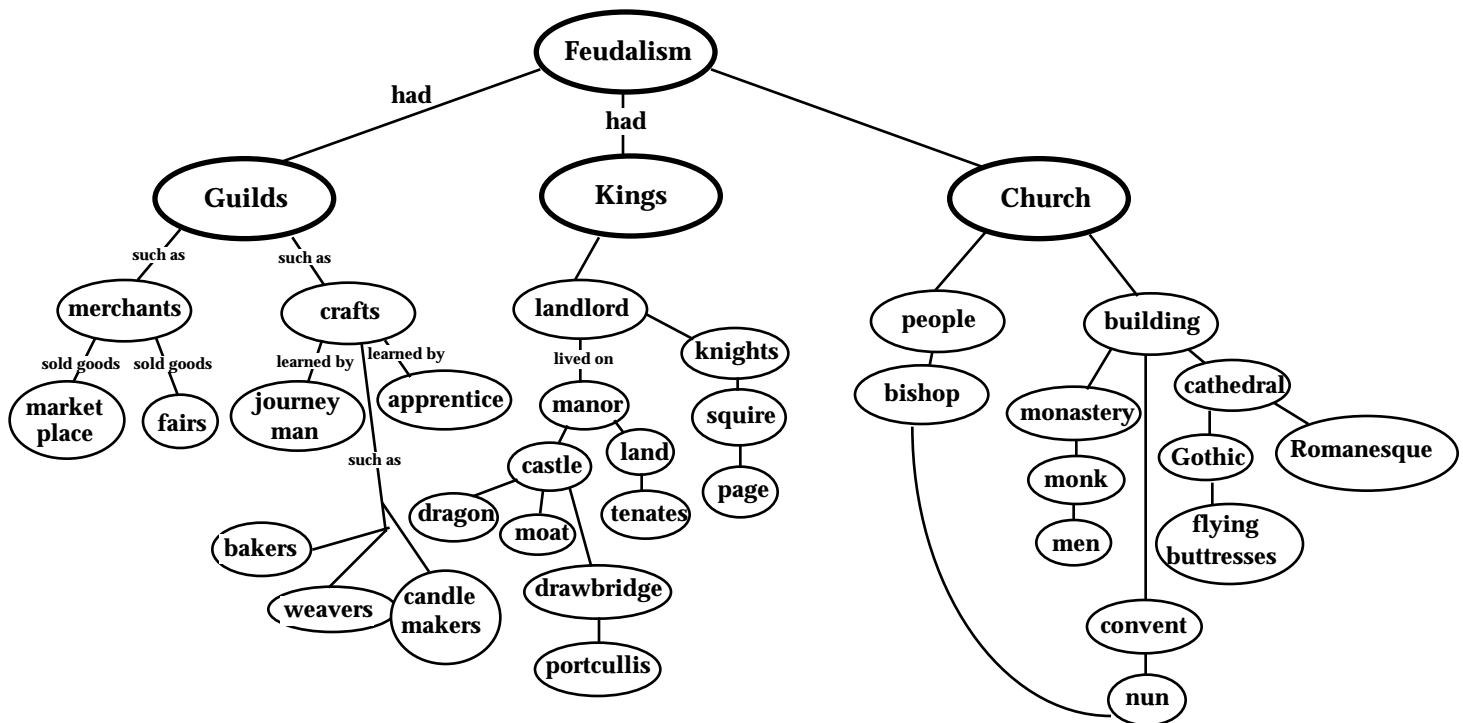 Feudalism
had
had
Guilds
Kings
Church
such as
such as
merchants
crafts
landlord
people
building
sold goods
sold goods
learned by
learned by
lived on
knights
market
place
fairs
journey
man
apprentice
manor
squire
bishop
monastery
cathedral
such as
castle
land
page
monk
Gothic
Romanesque
dragon
moat
tenates
men
flying
buttresses
bakers
weavers
candle
makers
drawbridge
portcullis
convent
nun